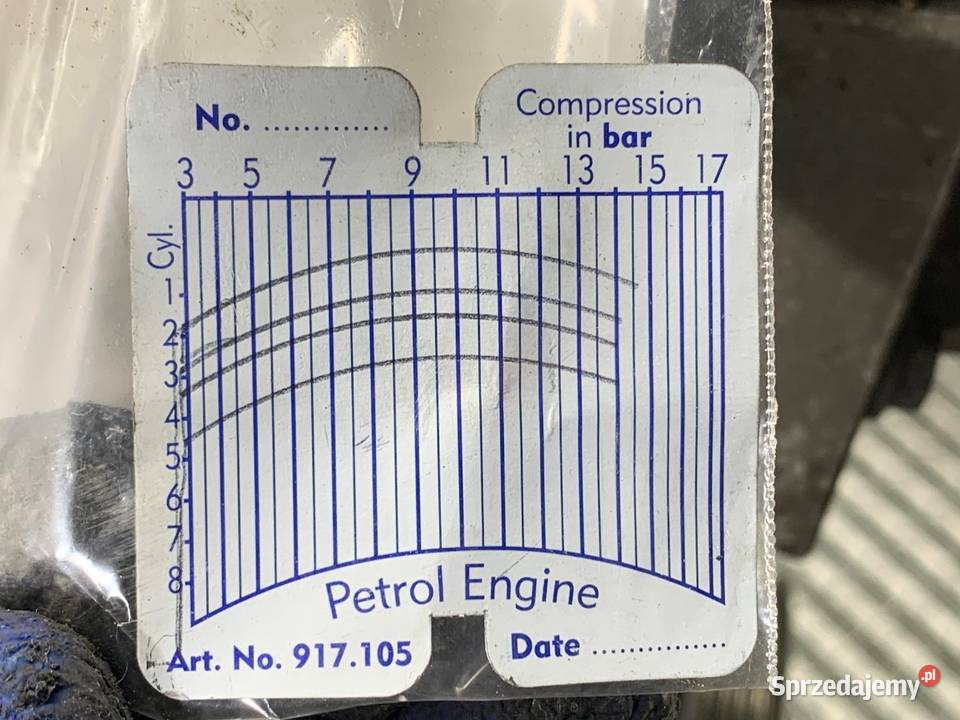 No. .............
Compression
in bar
3 5 7 9 11 13 15 17
Cyl.
1
2
3
4
5
6
7
8
Petrol Engine
Art. No. 917.105
Date ...............
Sprzedajemy.pl